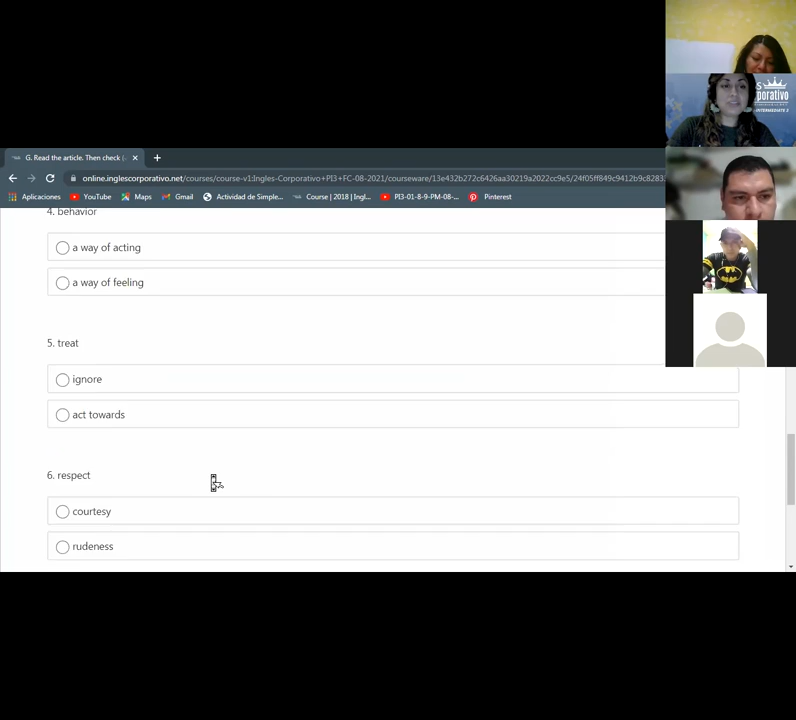 G. Read the article. Then check (
online.inglescorporativo.net/courses/course-v1:Ingles-Corporativo+PI3+FC-08-2021/courseware/13e432b272c6426aa30219a2022cc9e5/24f05ff849c9412b9c8283
Aplicaciones
YouTube
Maps
Gmail
Actividad de Simple...
Course | 2018 | Ingl...
PI3-01-8-9-PM-08-...
Pinterest
4. behavior
a way of acting
a way of feeling
5. treat
ignore
act towards
6. respect
courtesy
rudeness
S
porativo
INTERMEDIATE 2